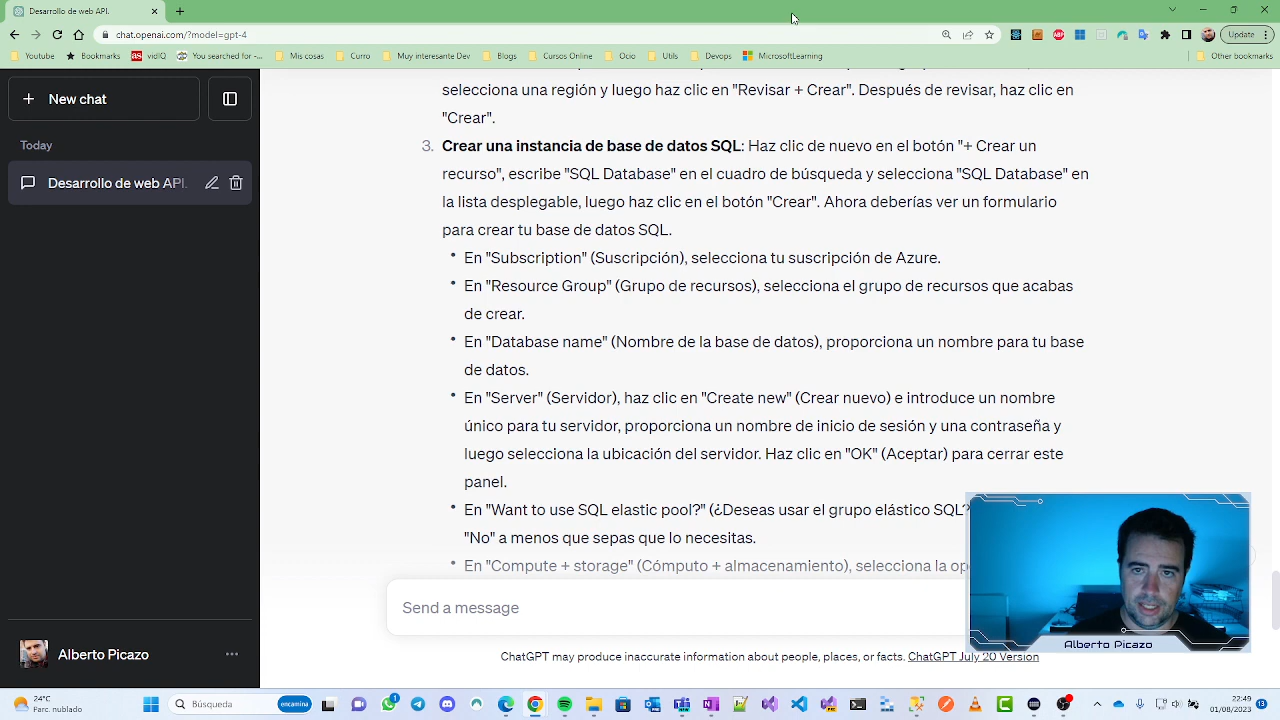 Desarrollo de web API.
chat.openai.com/?model=gpt-4
Update
Youtube
Bookmarks
vidIQ
You searched for -...
Mis cosas
Curro
Muy interesante Dev
Blogs
Cursos Online
Ocio
Utils
Devops
MicrosoftLearning
Other bookmarks
New chat
Today
Desarrollo de web API.
selecciona una región y luego haz clic en "Revisar + Crear". Después de revisar, haz clic en
"Crear".
3. Crear una instancia de base de datos SQL: Haz clic de nuevo en el botón "+ Crear un
recurso", escribe "SQL Database" en el cuadro de búsqueda y selecciona "SQL Database" en
la lista desplegable, luego haz clic en el botón "Crear". Ahora deberías ver un formulario
para crear tu base de datos SQL.
• En "Subscription" (Suscripción), selecciona tu suscripción de Azure.
• En "Resource Group" (Grupo de recursos), selecciona el grupo de recursos que acabas
de crear.
• En "Database name" (Nombre de la base de datos), proporciona un nombre para tu base
de datos.
• En "Server" (Servidor), haz clic en "Create new" (Crear nuevo) e introduce un nombre
único para tu servidor, proporciona un nombre de inicio de sesión y una contraseña y
luego selecciona la ubicación del servidor. Haz clic en "OK" (Aceptar) para cerrar este
panel.
• En "Want to use SQL elastic pool?" (¿Deseas usar el grupo elástico SQL?
"No" a menos que sepas que lo necesitas.
• En "Compute + storage" (Cómputo + almacenamiento), selecciona la
Send a message
Alberto Picazo
ChatGPT may produce inaccurate information about people, places, or facts. ChatGPT July 20 Version
Alberto Picazo
24°C
Parc. nublado
Búsqueda
encamina
1
22:49
01/08/2023
13